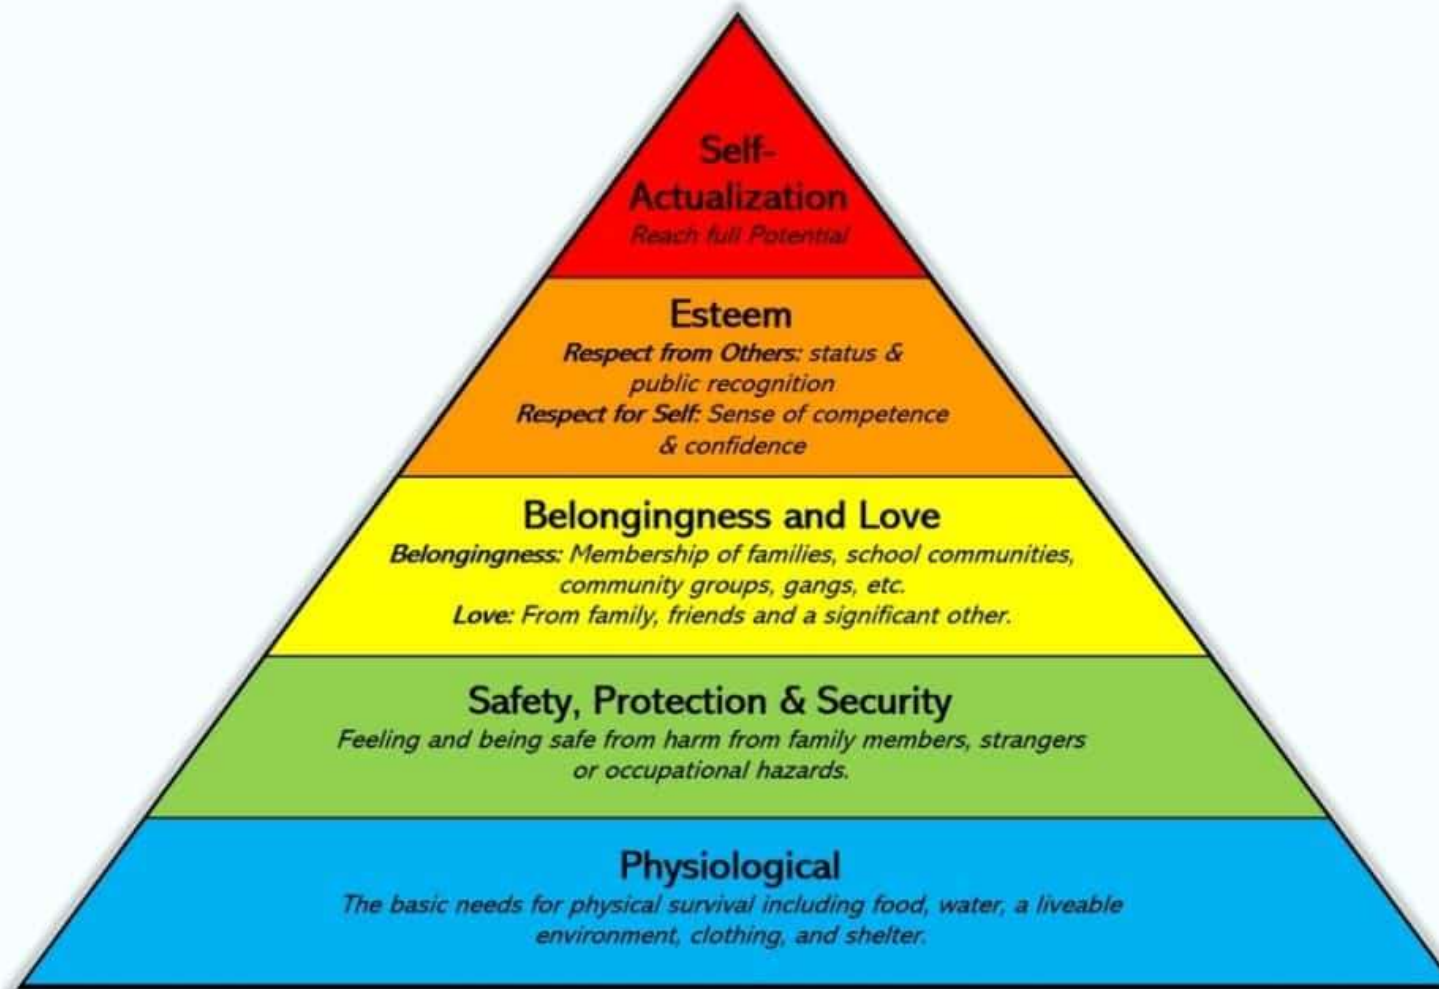 Self-
Actualization
Reach full Potential
Esteem
Respect from Others: status &
public recognition
Respect for Self: Sense of competence
& confidence
Belongingness and Love
Belongingness: Membership of families, school communities,
community groups, gangs, etc.
Love: From family, friends and a significant other.
Safety, Protection & Security
Feeling and being safe from harm from family members, strangers
or occupational hazards.
Physiological
The basic needs for physical survival including food, water, a liveable
environment, clothing, and shelter.